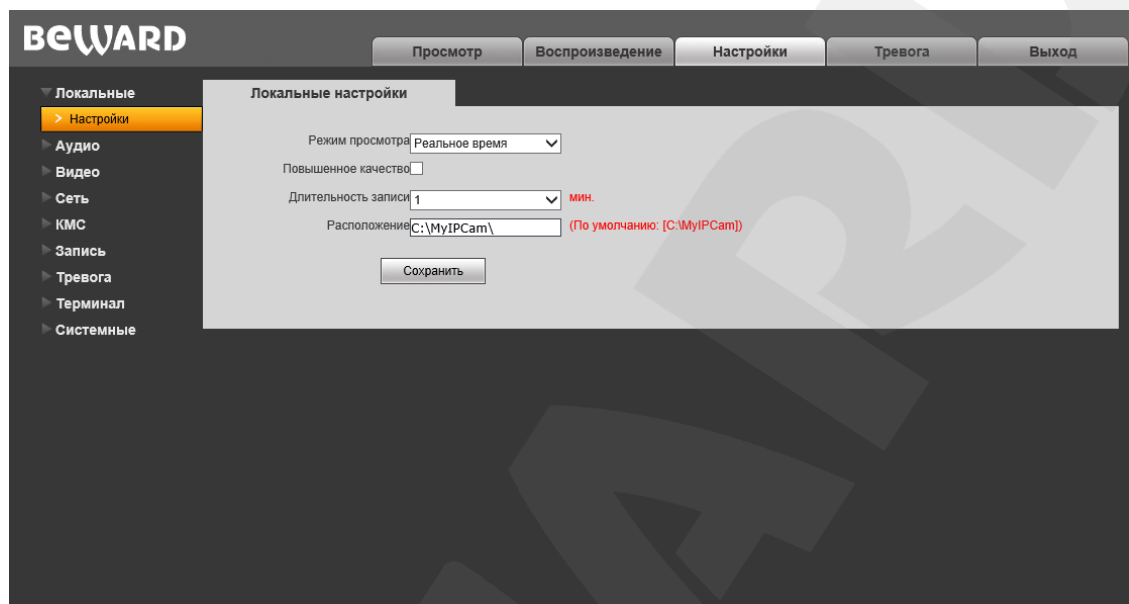 BEWARD
Просмотр Воспроизведение Настройки Тревога Выход
Локальные
> Настройки
Аудио
Видео
Сеть
КМС
Запись
Тревога
Терминал
Системные
Локальные настройки
Режим просмотра Реальное время
Повышенное качество
Длительность записи 1 мин.
Расположение C:\MyIPCam\ (По умолчанию: [C:\MyIPCam])
Сохранить